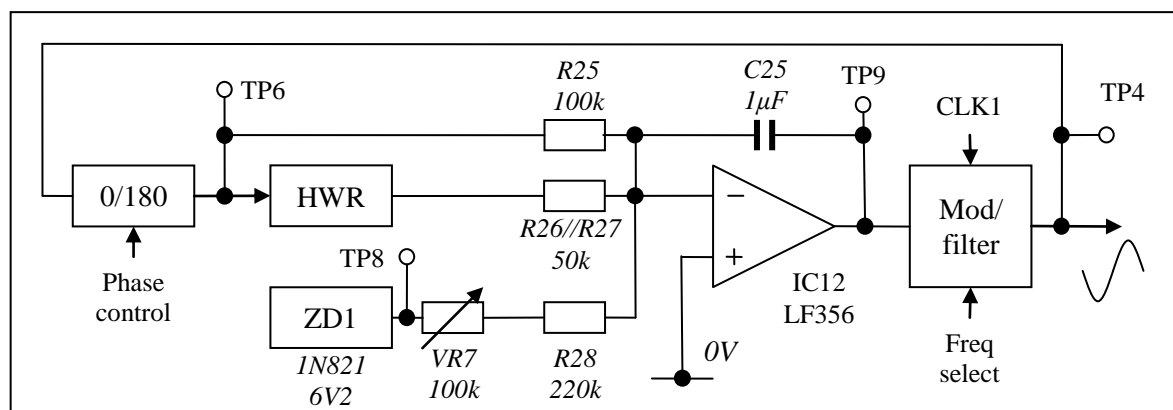 TP6
R25
100k
C25
1µF
TP9
CLK1
TP4
0/180
HWR
R26//R27
50k
−
+
IC12
LF356
Mod/
filter
Phase
control
TP8
ZD1
1N821
6V2
VR7
100k
R28
220k
0V
Freq
select